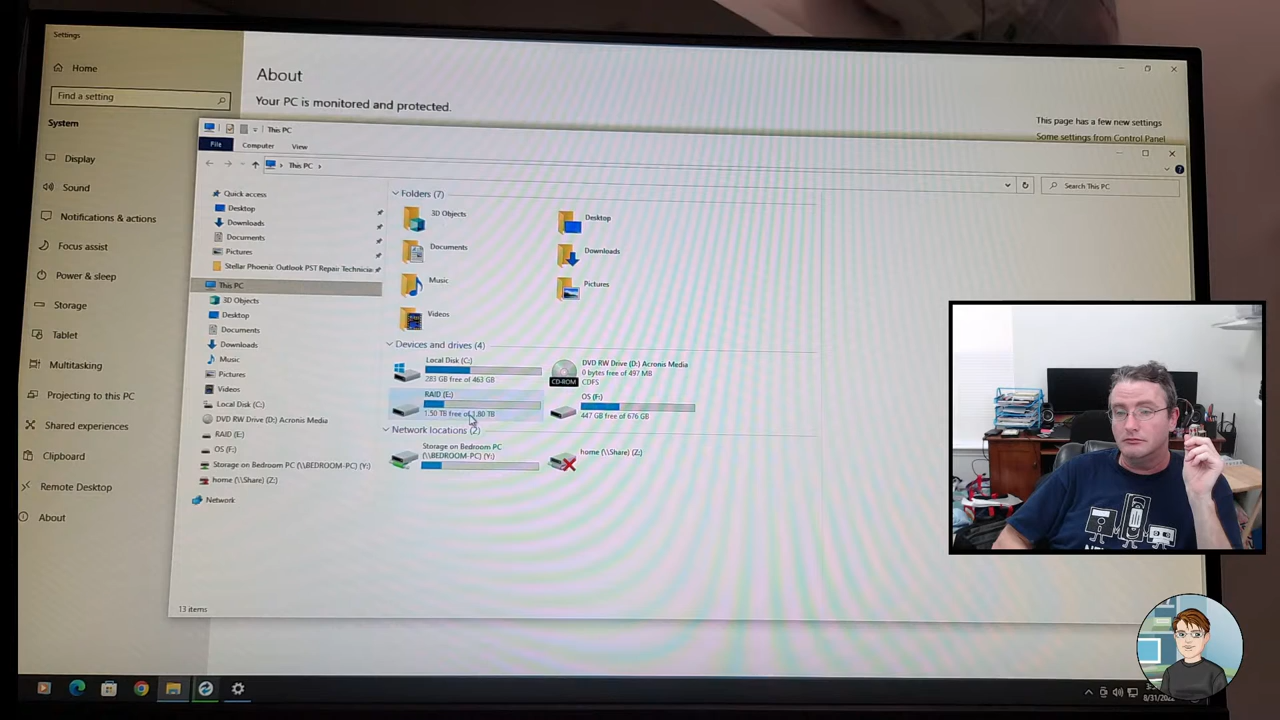 Settings
Home
Find a setting
System
Display
Sound
Notifications & actions
Focus assist
Power & sleep
Storage
Tablet
Multitasking
Projecting to this PC
Shared experiences
Clipboard
Remote Desktop
About
About
Your PC is monitored and protected.
This page has a few new settings
Some settings from Control Panel
This PC
File Computer View
This PC
Search This PC
Quick access
Desktop
Downloads
Documents
Pictures
Stellar Phoenix Outlook PST Repair Technician
This PC
3D Objects
Desktop
Documents
Downloads
Music
Pictures
Videos
Local Disk (C:)
DVD RW Drive (D:) Acronis Media
RAID (E:)
OS (F:)
Storage on Bedroom PC (\\BEDROOM-PC) (Y:)
home (\\Share) (Z:)
Network
Folders (7)
3D Objects
Desktop
Documents
Downloads
Music
Pictures
Videos
Devices and drives (4)
Local Disk (C:)
283 GB free of 463 GB
DVD RW Drive (D:) Acronis Media
0 bytes free of 497 MB
CDFS
CD-ROM
RAID (E:)
1.50 TB free of 1.80 TB
OS (F:)
447 GB free of 676 GB
Network locations (2)
Storage on Bedroom PC
(\\BEDROOM-PC) (Y:)
home (\\Share) (Z:)
13 items